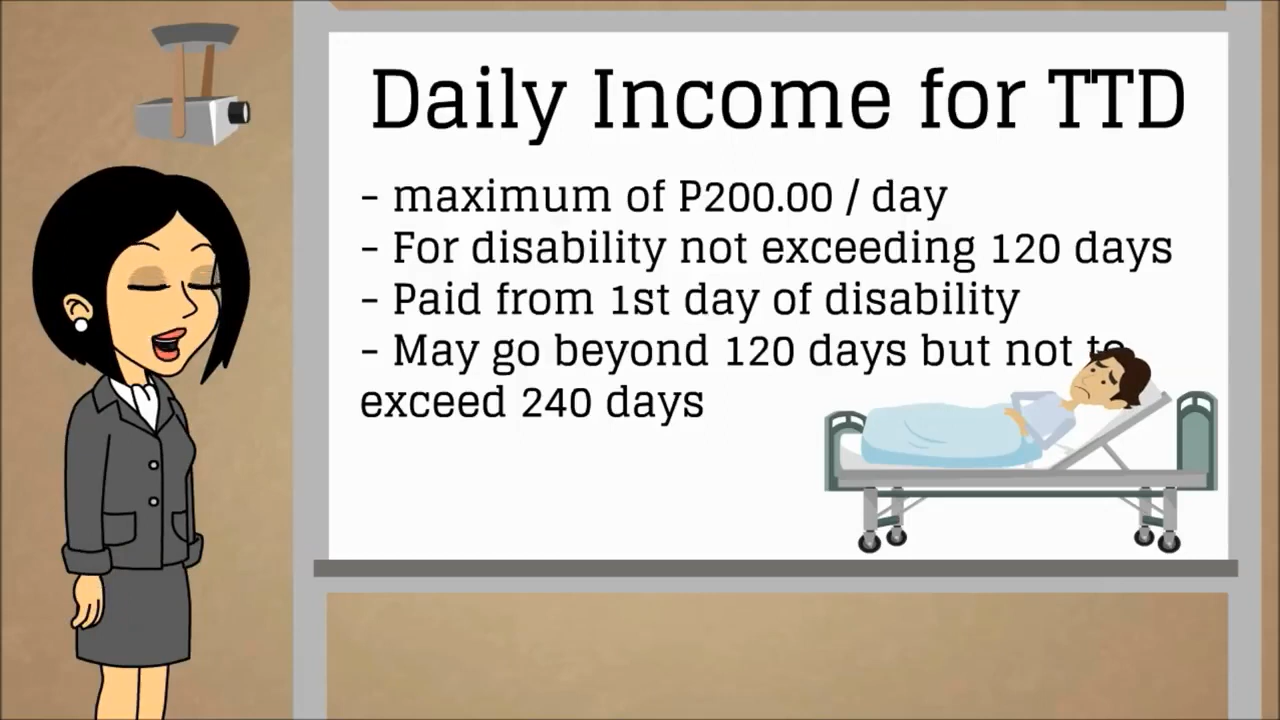 Daily Income for TTD
- maximum of P200.00 / day
- For disability not exceeding 120 days
- Paid from 1st day of disability
- May go beyond 120 days but not to
exceed 240 days